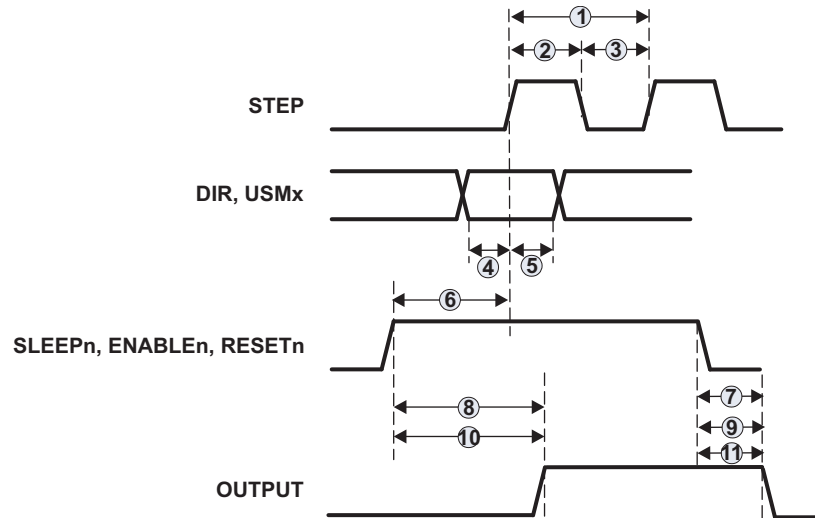 1
2
3
STEP
DIR, USMx
4
5
6
SLEEPn, ENABLEn, RESETn
7
8
9
10
11
OUTPUT